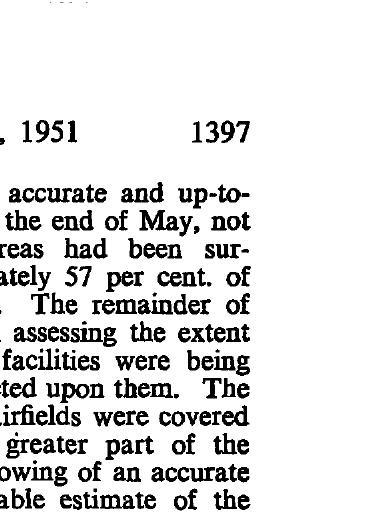 , 1951 1397
accurate and up-to-
the end of May, not
reas had been sur-
ately 57 per cent. of
. The remainder of
assessing the extent
facilities were being
cted upon them. The
irfields were covered
greater part of the
owing of an accurate
able estimate of the